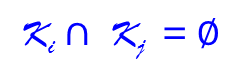 𝒦ᵢ ∩ 𝒦ⱼ = ∅